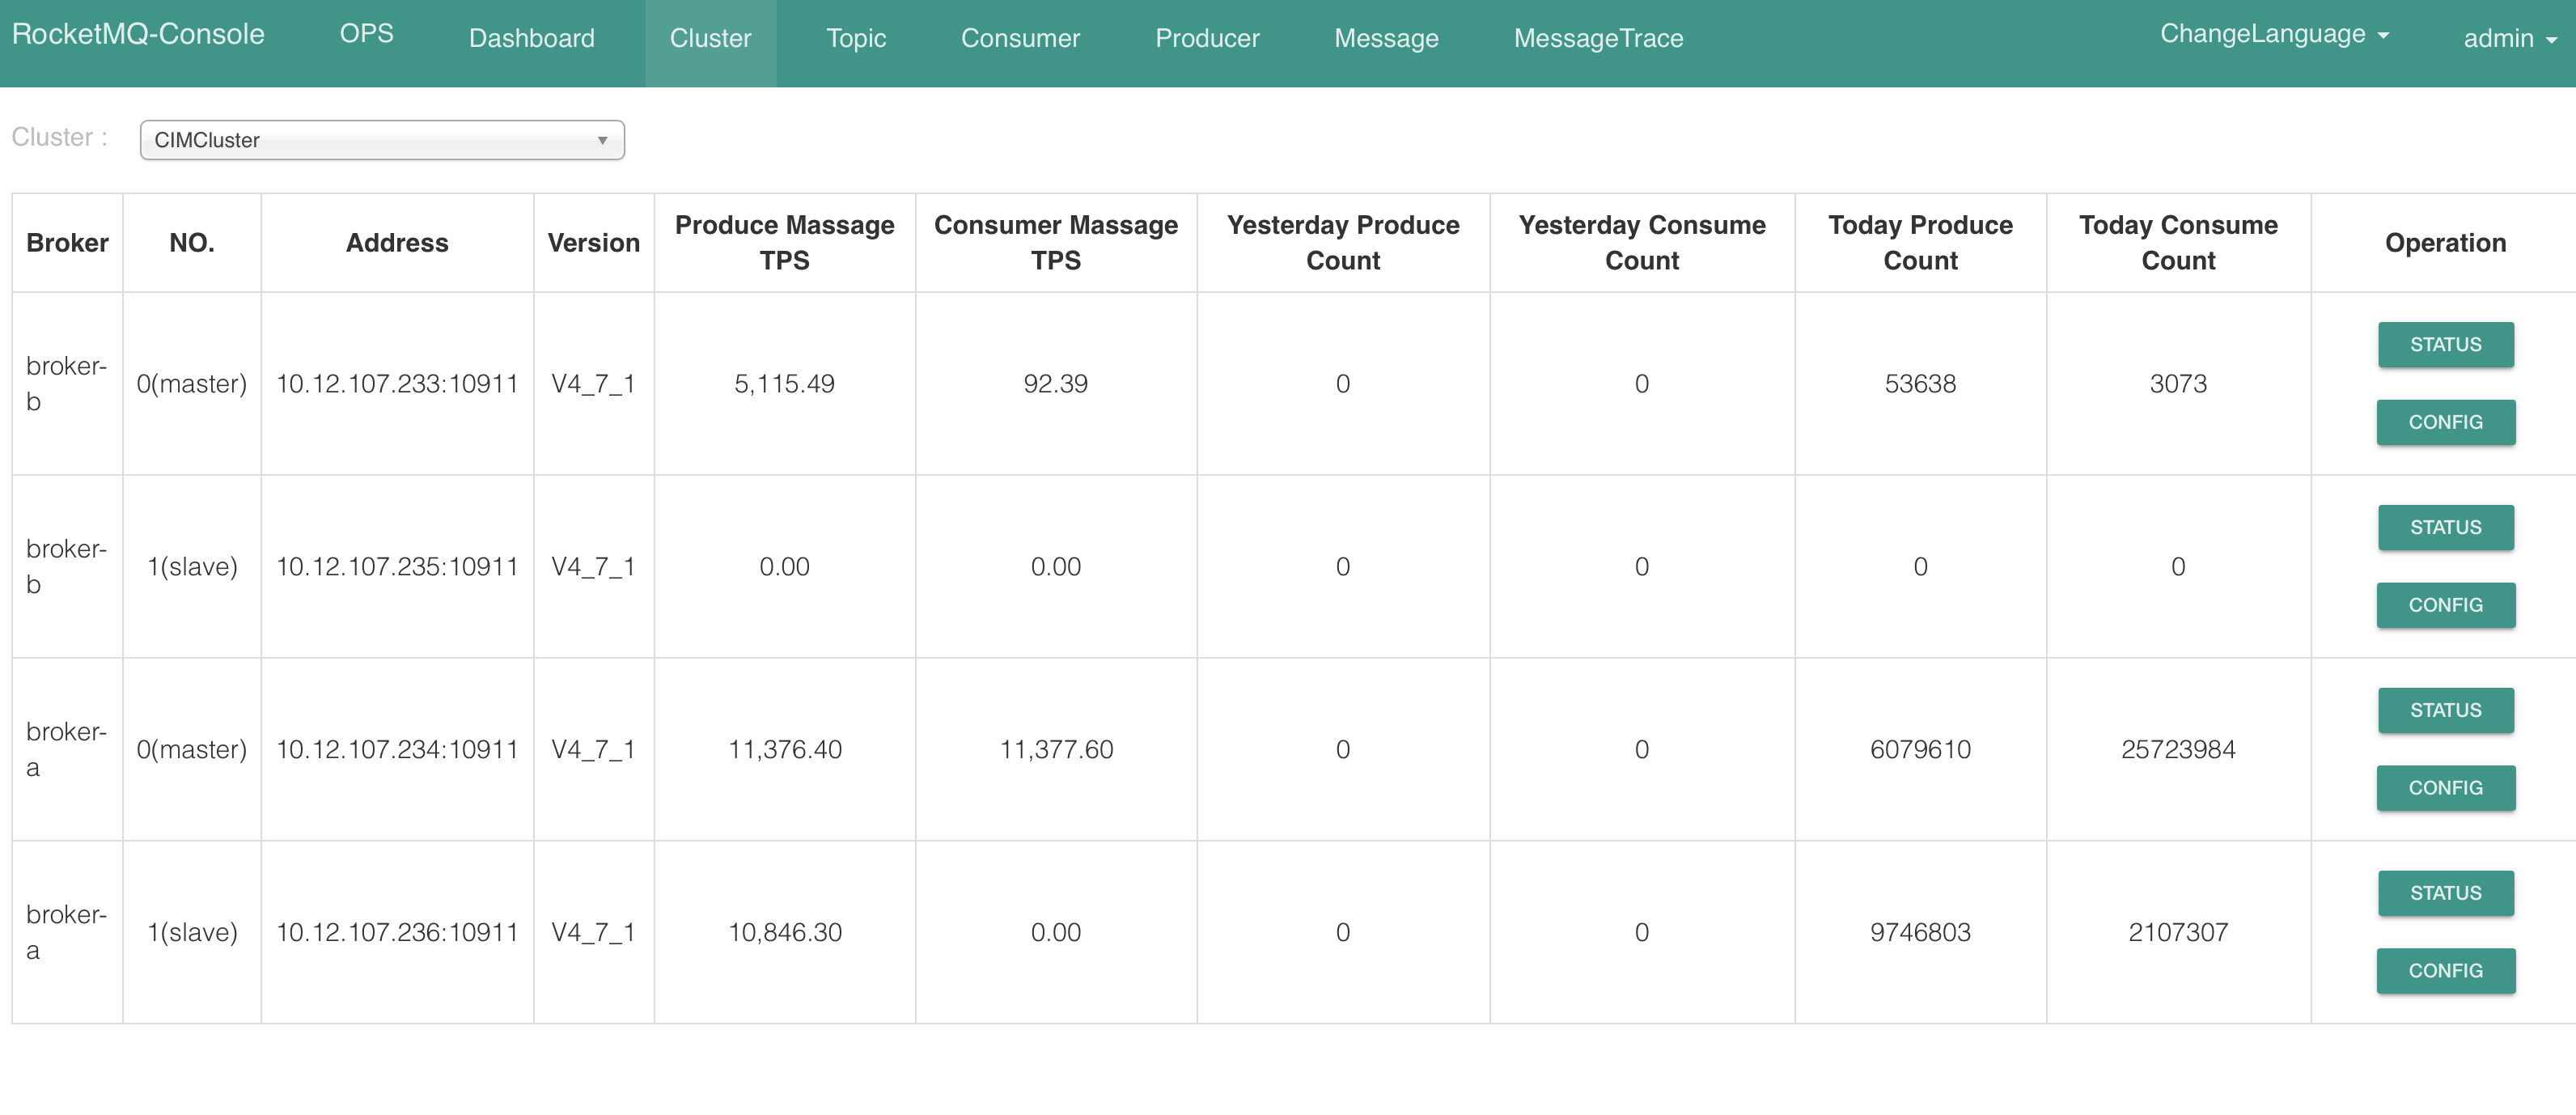 RocketMQ-Console OPS Dashboard Cluster Topic Consumer Producer Message MessageTrace ChangeLanguage admin
Cluster : CIMCluster
Broker NO. Address Version Produce Massage TPS Consumer Massage TPS Yesterday Produce Count Yesterday Consume Count Today Produce Count Today Consume Count Operation
broker-b 0(master) 10.12.107.233:10911 V4_7_1 5,115.49 92.39 0 0 53638 3073 STATUS CONFIG
broker-b 1(slave) 10.12.107.235:10911 V4_7_1 0.00 0.00 0 0 0 0 STATUS CONFIG
broker-a 0(master) 10.12.107.234:10911 V4_7_1 11,376.40 11,377.60 0 0 6079610 25723984 STATUS CONFIG
broker-a 1(slave) 10.12.107.236:10911 V4_7_1 10,846.30 0.00 0 0 9746803 2107307 STATUS CONFIG